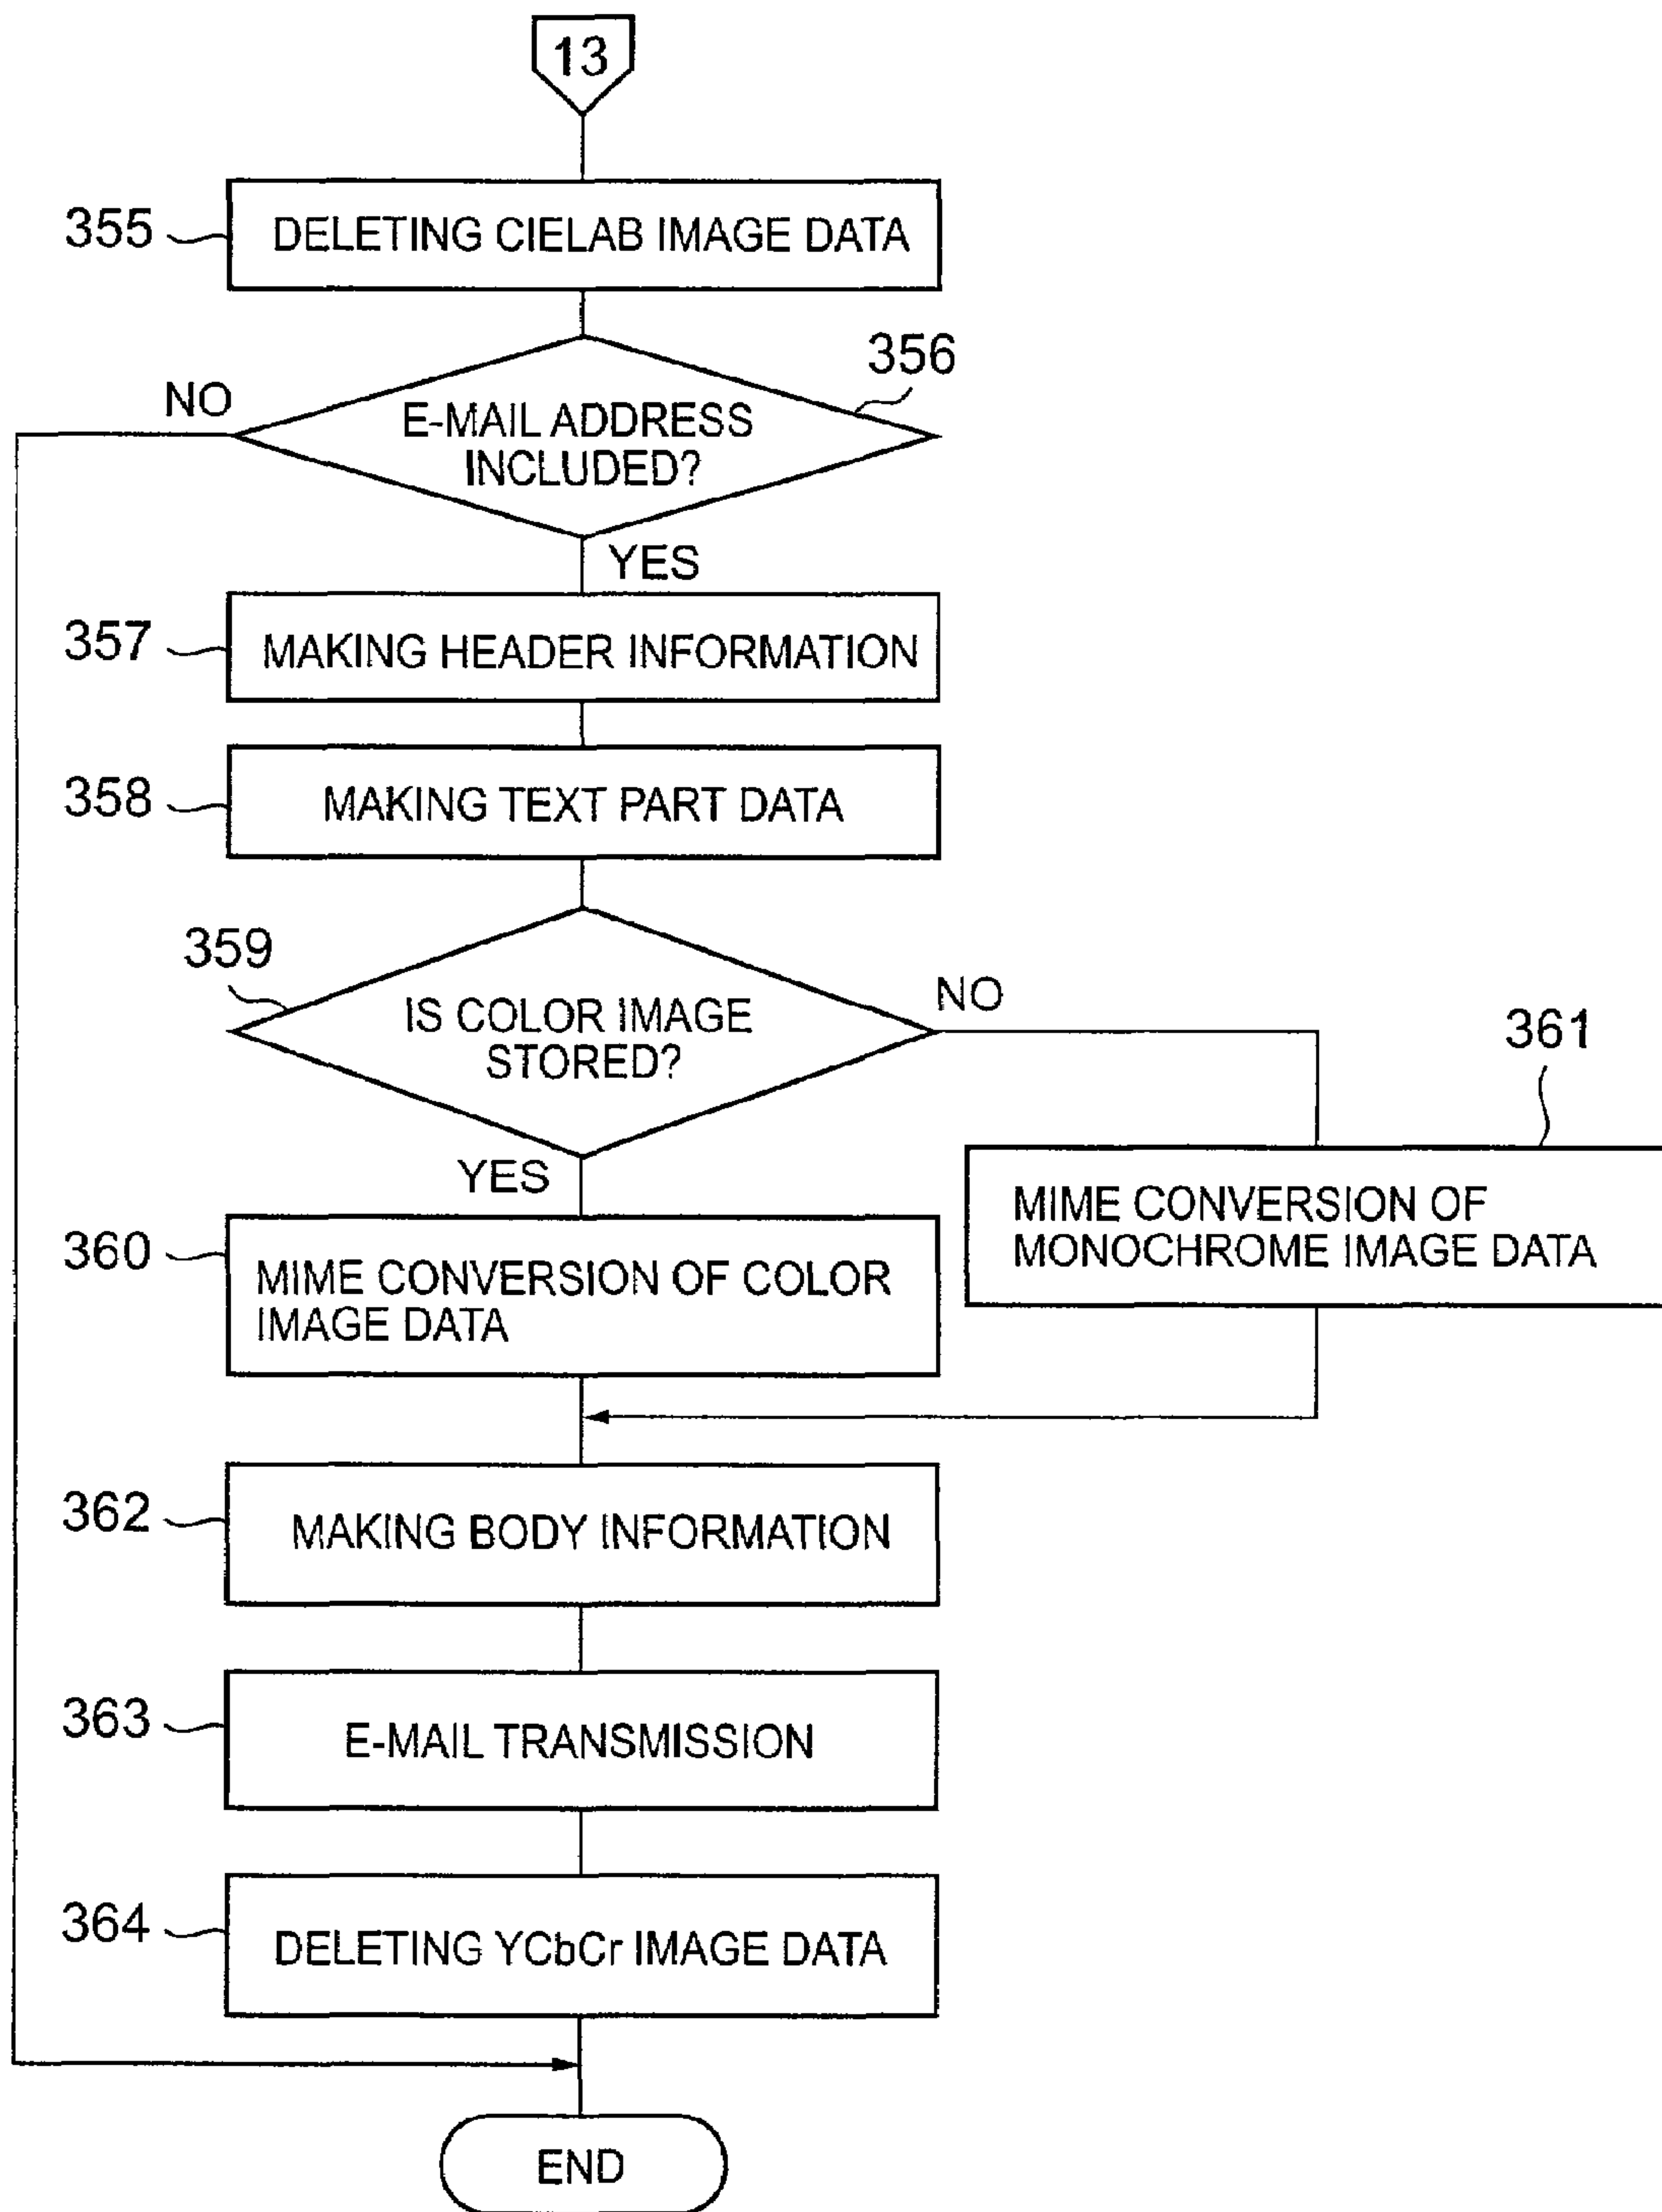 13
355
DELETING CIELAB IMAGE DATA
356
NO
E-MAIL ADDRESS
INCLUDED?
YES
357
MAKING HEADER INFORMATION
358
MAKING TEXT PART DATA
359
IS COLOR IMAGE
STORED?
NO
361
YES
MIME CONVERSION OF
MONOCHROME IMAGE DATA
360
MIME CONVERSION OF COLOR
IMAGE DATA
362
MAKING BODY INFORMATION
363
E-MAIL TRANSMISSION
364
DELETING YCbCr IMAGE DATA
END